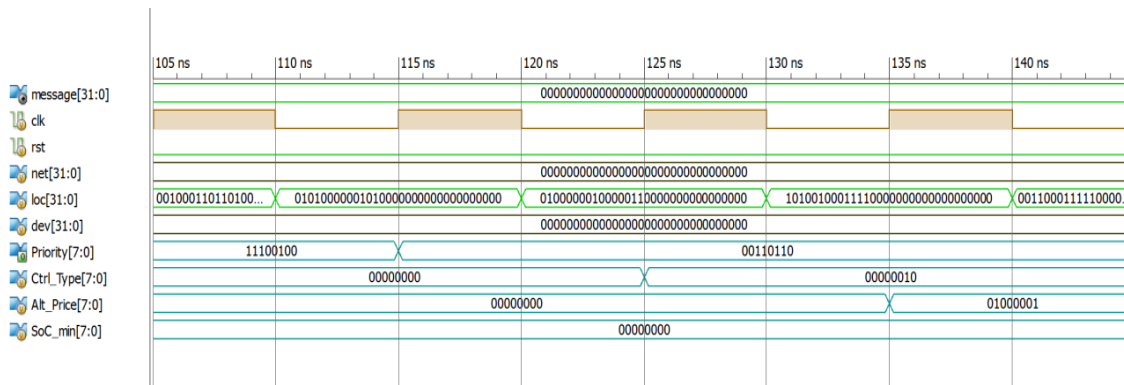 105 ns 110 ns 115 ns 120 ns 125 ns 130 ns 135 ns 140 ns
message[31:0] 00000000000000000000000000000000
clk
rst
net[31:0] 00000000000000000000000000000000
loc[31:0] 001000110110100... 01010000001010000000000000000000 01000000100001100000000000000000 10100100011110000000000000000000 0011000111110000...
dev[31:0] 00000000000000000000000000000000
Priority[7:0] 11100100 00110110
Ctrl_Type[7:0] 00000000 00000010
Alt_Price[7:0] 00000000 01000001
SoC_min[7:0] 00000000